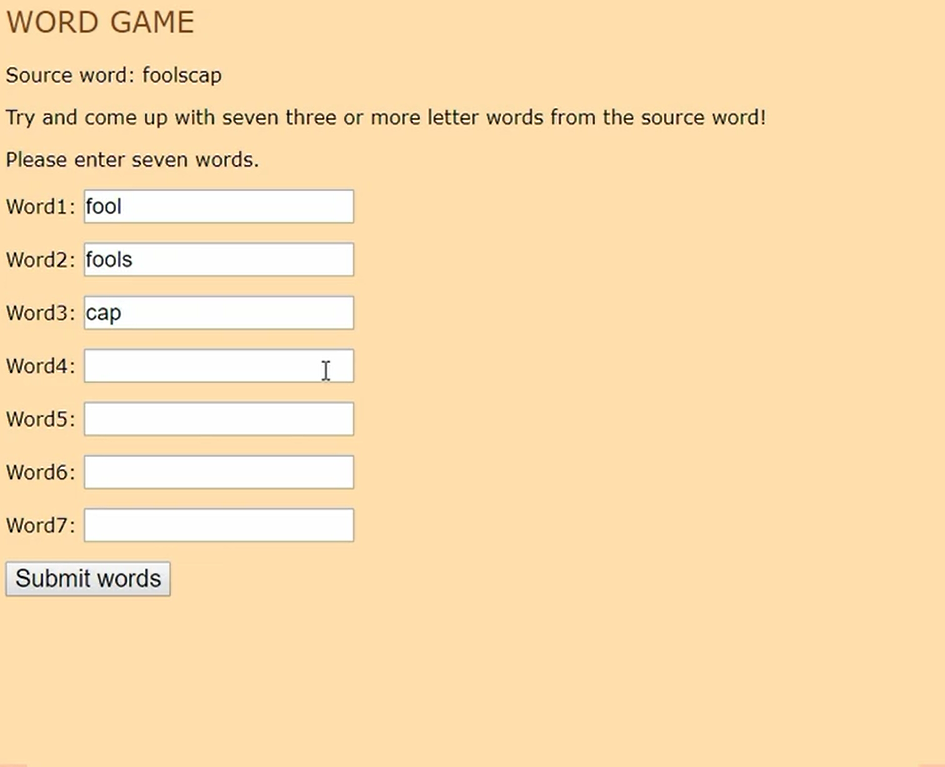 WORD GAME
Source word: foolscap
Try and come up with seven three or more letter words from the source word!
Please enter seven words.
Word1: fool
Word2: fools
Word3: cap
Word4:
Word5:
Word6:
Word7:
Submit words